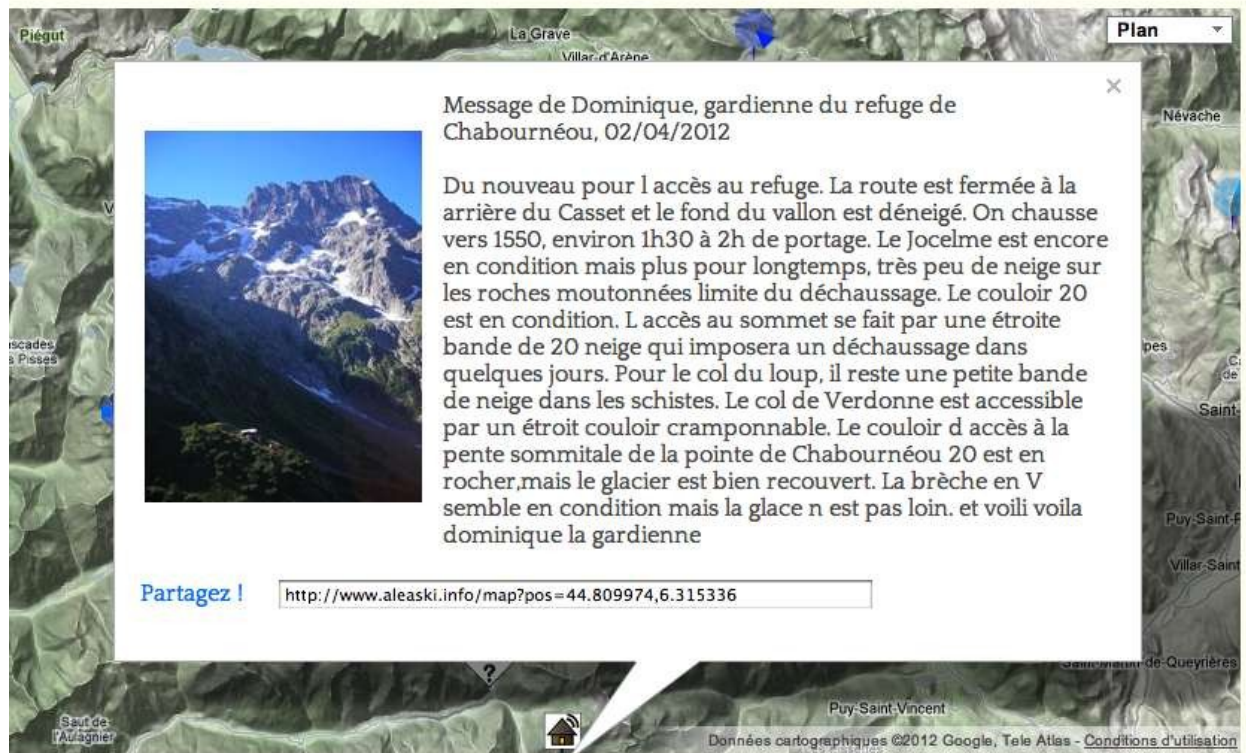 Piégut
La Grave
Villar-d'Arène
Plan
Névache
×
Message de Dominique, gardienne du refuge de
Chabournéou, 02/04/2012
Du nouveau pour l accès au refuge. La route est fermée à la
arrière du Casset et le fond du vallon est déneigé. On chausse
vers 1550, environ 1h30 à 2h de portage. Le Jocelme est encore
en condition mais plus pour longtemps, très peu de neige sur
les roches moutonnées limite du déchaussage. Le couloir 20
est en condition. L accès au sommet se fait par une étroite
bande de 20 neige qui imposera un déchaussage dans
quelques jours. Pour le col du loup, il reste une petite bande
de neige dans les schistes. Le col de Verdonne est accessible
par un étroit couloir cramponnable. Le couloir d accès à la
pente sommitale de la pointe de Chabournéou 20 est en
rocher,mais le glacier est bien recouvert. La brèche en V
semble en condition mais la glace n est pas loin. et voili voila
dominique la gardienne
Partagez !
http://www.aleaski.info/map?pos=44.809974,6.315336
ascades
s Pisses
pes
de
Saint-
Puy-Saint-P
Villar-Saint
Saint-Martin-de-Queyrières
?
Puy-Saint-Vincent
Saut de
l'Aulagnier
Données cartographiques ©2012 Google, Tele Atlas - Conditions d'utilisation